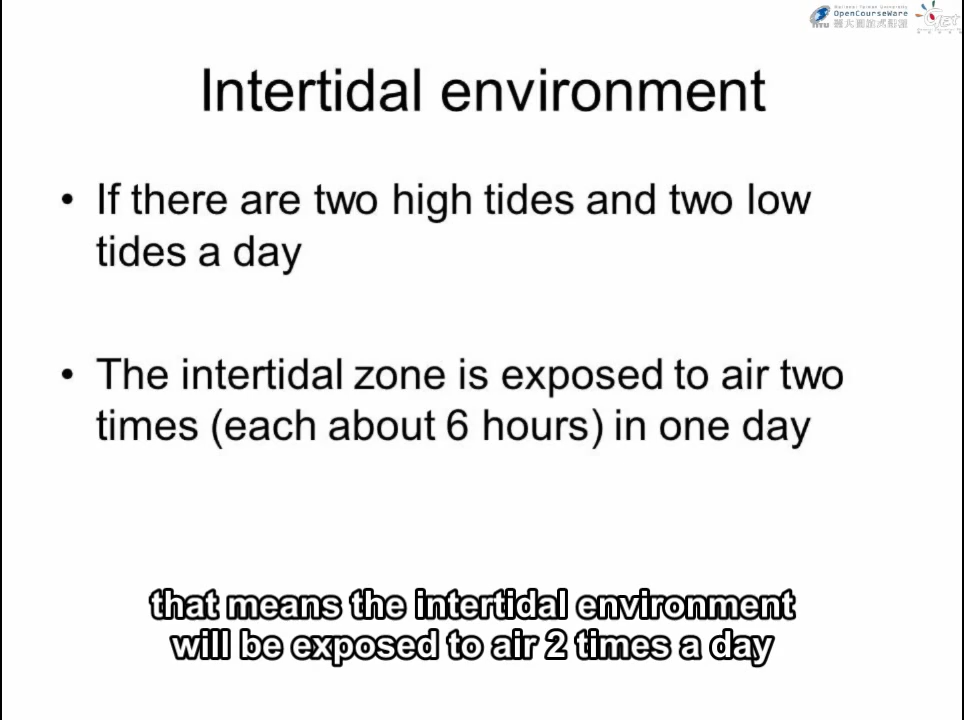 OpenCourseWare
Intertidal environment
• If there are two high tides and two low
tides a day
• The intertidal zone is exposed to air two
times (each about 6 hours) in one day
that means the intertidal environment
will be exposed to air 2 times a day